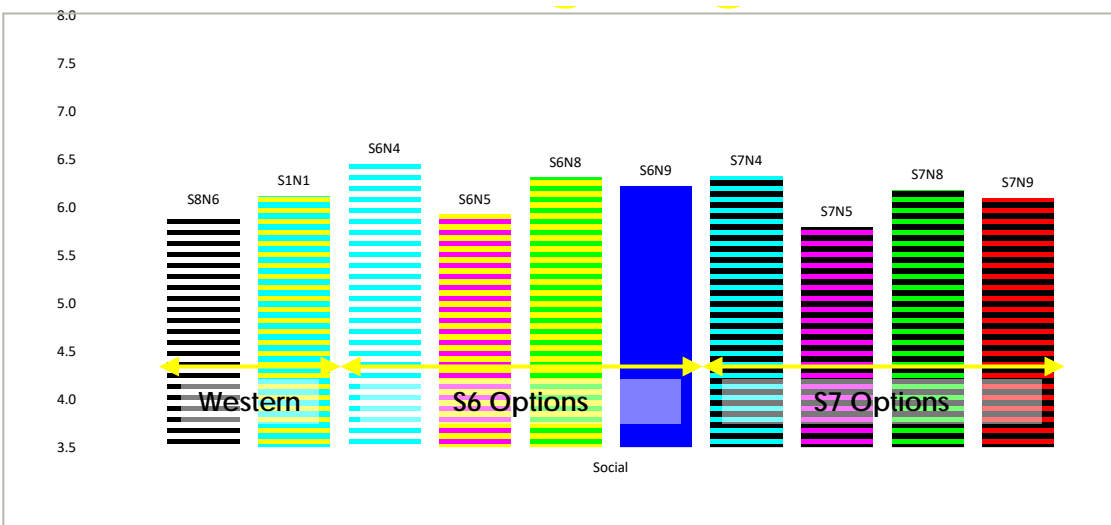 8.0
7.5
7.0
6.5
6.0
5.5
5.0
4.5
4.0
3.5
S8N6
S1N1
S6N4
S6N5
S6N8
S6N9
S7N4
S7N5
S7N8
S7N9
Western
S6 Options
S7 Options
Social